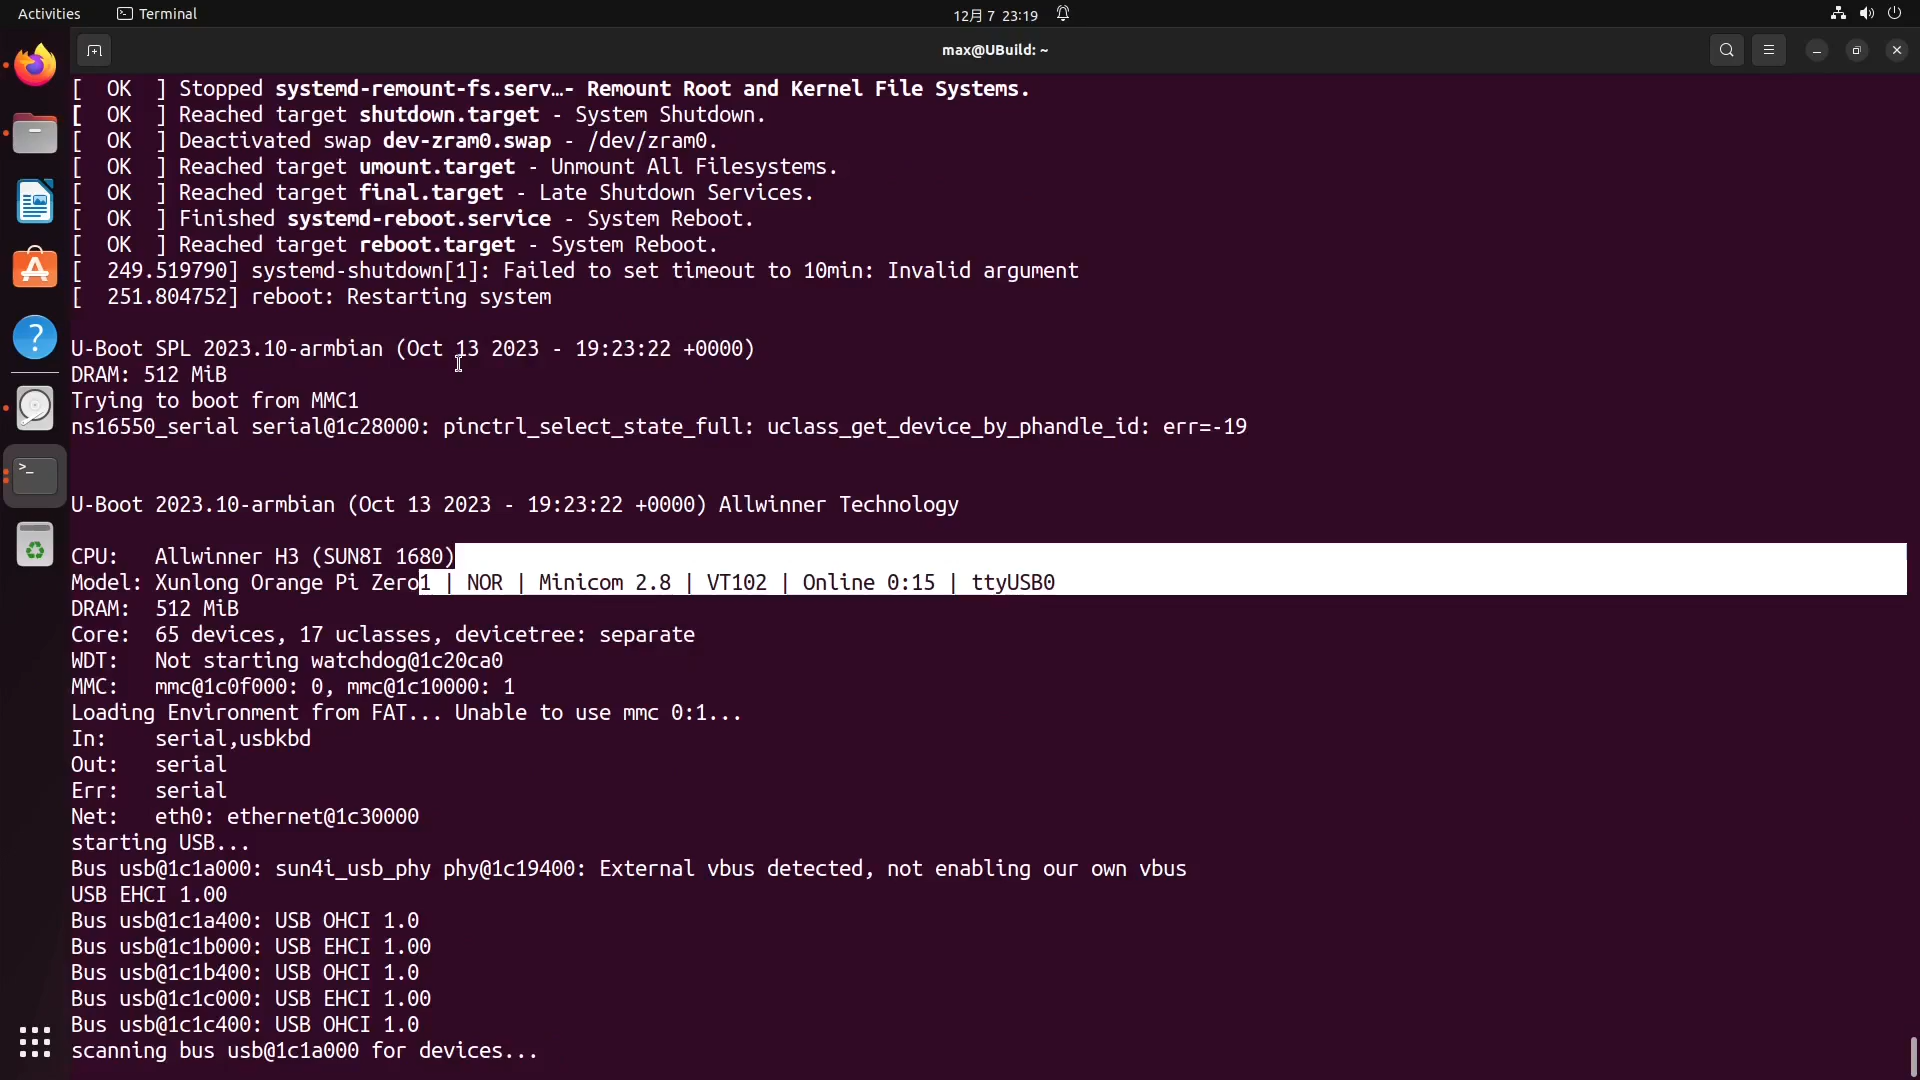 Activities
Terminal
12月 7 23:19
max@UBuild: ~
[  OK  ] Stopped systemd-remount-fs.serv…- Remount Root and Kernel File Systems.
[  OK  ] Reached target shutdown.target - System Shutdown.
[  OK  ] Deactivated swap dev-zram0.swap - /dev/zram0.
[  OK  ] Reached target umount.target - Unmount All Filesystems.
[  OK  ] Reached target final.target - Late Shutdown Services.
[  OK  ] Finished systemd-reboot.service - System Reboot.
[  OK  ] Reached target reboot.target - System Reboot.
[  249.519790] systemd-shutdown[1]: Failed to set timeout to 10min: Invalid argument
[  251.804752] reboot: Restarting system
U-Boot SPL 2023.10-armbian (Oct 13 2023 - 19:23:22 +0000)
DRAM: 512 MiB
Trying to boot from MMC1
ns16550_serial serial@1c28000: pinctrl_select_state_full: uclass_get_device_by_phandle_id: err=-19
U-Boot 2023.10-armbian (Oct 13 2023 - 19:23:22 +0000) Allwinner Technology
CPU:   Allwinner H3 (SUN8I 1680)
Model: Xunlong Orange Pi Zero1 | NOR | Minicom 2.8 | VT102 | Online 0:15 | ttyUSB0
DRAM:  512 MiB
Core:  65 devices, 17 uclasses, devicetree: separate
WDT:   Not starting watchdog@1c20ca0
MMC:   mmc@1c0f000: 0, mmc@1c10000: 1
Loading Environment from FAT... Unable to use mmc 0:1...
In:    serial,usbkbd
Out:   serial
Err:   serial
Net:   eth0: ethernet@1c30000
starting USB...
Bus usb@1c1a000: sun4i_usb_phy phy@1c19400: External vbus detected, not enabling our own vbus
USB EHCI 1.00
Bus usb@1c1a400: USB OHCI 1.0
Bus usb@1c1b000: USB EHCI 1.00
Bus usb@1c1b400: USB OHCI 1.0
Bus usb@1c1c000: USB EHCI 1.00
Bus usb@1c1c400: USB OHCI 1.0
scanning bus usb@1c1a000 for devices...